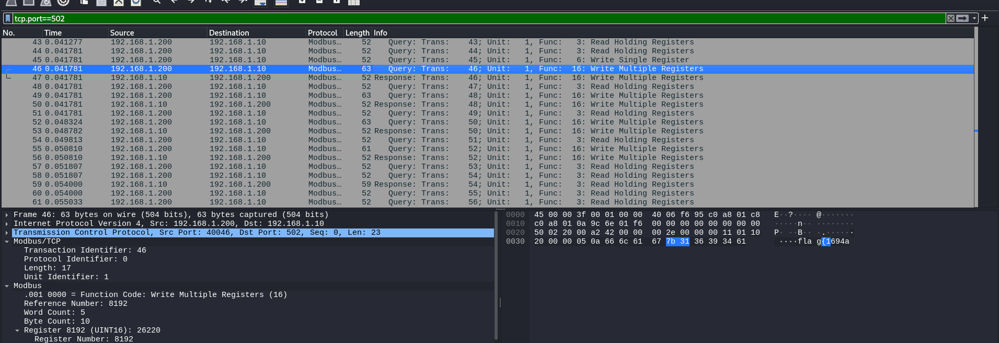 tcp.port==502
No. Time Source Destination Protocol Length Info
43 0.041277 192.168.1.200 192.168.1.10 Modbus… 52 Query: Trans: 43; Unit: 1, Func: 3: Read Holding Registers
44 0.041781 192.168.1.200 192.168.1.10 Modbus… 52 Query: Trans: 44; Unit: 1, Func: 3: Read Holding Registers
45 0.041781 192.168.1.200 192.168.1.10 Modbus… 52 Query: Trans: 45; Unit: 1, Func: 6: Write Single Register
46 0.041781 192.168.1.200 192.168.1.10 Modbus… 63 Query: Trans: 46; Unit: 1, Func: 16: Write Multiple Registers
47 0.041781 192.168.1.10 192.168.1.200 Modbus… 52 Response: Trans: 46; Unit: 1, Func: 16: Write Multiple Registers
48 0.041781 192.168.1.200 192.168.1.10 Modbus… 52 Query: Trans: 47; Unit: 1, Func: 3: Read Holding Registers
49 0.041781 192.168.1.200 192.168.1.10 Modbus… 63 Query: Trans: 48; Unit: 1, Func: 16: Write Multiple Registers
50 0.041781 192.168.1.10 192.168.1.200 Modbus… 52 Response: Trans: 48; Unit: 1, Func: 16: Write Multiple Registers
51 0.041781 192.168.1.200 192.168.1.10 Modbus… 52 Query: Trans: 49; Unit: 1, Func: 3: Read Holding Registers
52 0.048324 192.168.1.200 192.168.1.10 Modbus… 63 Query: Trans: 50; Unit: 1, Func: 16: Write Multiple Registers
53 0.048782 192.168.1.10 192.168.1.200 Modbus… 52 Response: Trans: 50; Unit: 1, Func: 16: Write Multiple Registers
54 0.049813 192.168.1.200 192.168.1.10 Modbus… 52 Query: Trans: 51; Unit: 1, Func: 3: Read Holding Registers
55 0.050810 192.168.1.200 192.168.1.10 Modbus… 61 Query: Trans: 52; Unit: 1, Func: 16: Write Multiple Registers
56 0.050810 192.168.1.10 192.168.1.200 Modbus… 52 Response: Trans: 52; Unit: 1, Func: 16: Write Multiple Registers
57 0.051807 192.168.1.200 192.168.1.10 Modbus… 52 Query: Trans: 53; Unit: 1, Func: 3: Read Holding Registers
58 0.051807 192.168.1.200 192.168.1.10 Modbus… 52 Query: Trans: 54; Unit: 1, Func: 3: Read Holding Registers
59 0.054000 192.168.1.10 192.168.1.200 Modbus… 59 Response: Trans: 54; Unit: 1, Func: 3: Read Holding Registers
60 0.054000 192.168.1.200 192.168.1.10 Modbus… 52 Query: Trans: 55; Unit: 1, Func: 3: Read Holding Registers
61 0.055033 192.168.1.200 192.168.1.10 Modbus… 52 Query: Trans: 56; Unit: 1, Func: 3: Read Holding Registers
Frame 46: 63 bytes on wire (504 bits), 63 bytes captured (504 bits)
Internet Protocol Version 4, Src: 192.168.1.200, Dst: 192.168.1.10
Transmission Control Protocol, Src Port: 40046, Dst Port: 502, Seq: 0, Len: 23
Modbus/TCP
Transaction Identifier: 46
Protocol Identifier: 0
Length: 17
Unit Identifier: 1
Modbus
.001 0000 = Function Code: Write Multiple Registers (16)
Reference Number: 8192
Word Count: 5
Byte Count: 10
Register 8192 (UINT16): 26220
Register Number: 8192
0000 45 00 00 3f 00 01 00 00 40 06 f6 95 c0 a8 01 c8 E··?····@·······
0010 c0 a8 01 0a 9c 6e 01 f6 00 00 00 00 00 00 00 00 ·····n··········
0020 50 02 20 00 a2 42 00 00 00 2e 00 00 00 11 01 10 P· ··B···.······
0030 20 00 00 05 0a 66 6c 61 67 7b 31 36 39 34 61 ····flag{1694a